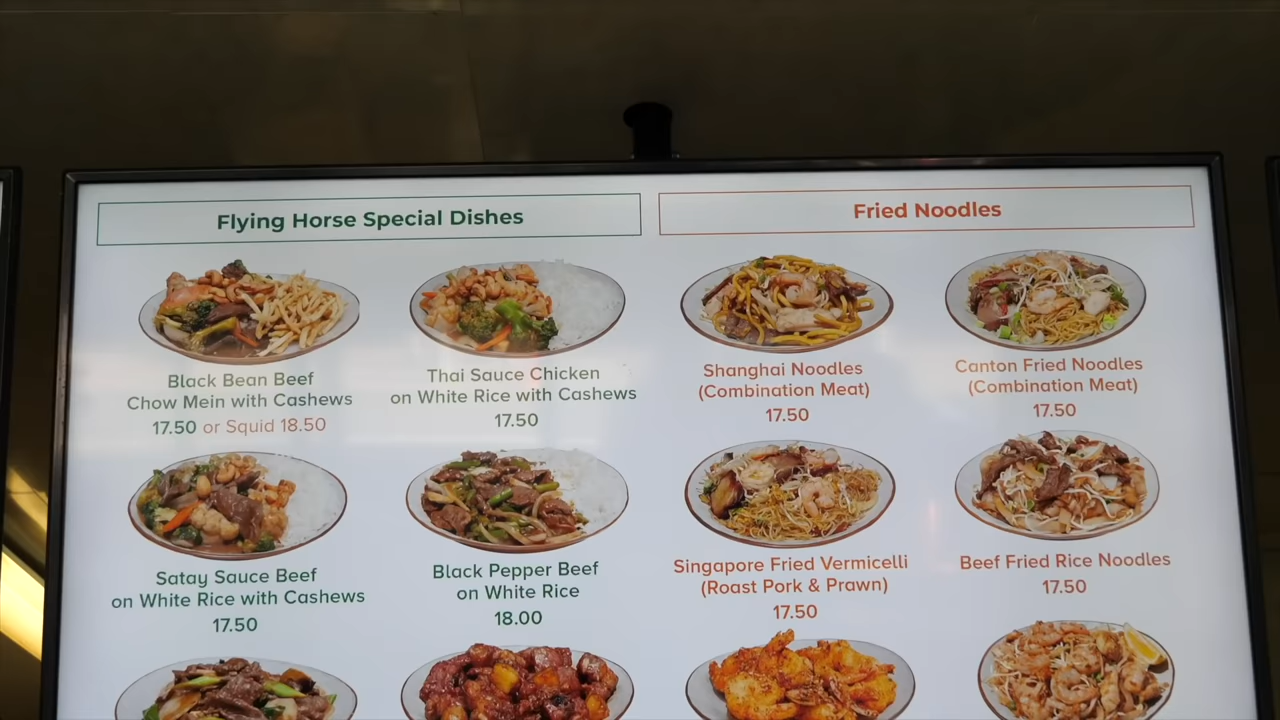 Flying Horse Special Dishes
Black Bean Beef
Chow Mein with Cashews
17.50 or Squid 18.50
Thai Sauce Chicken
on White Rice with Cashews
17.50
Satay Sauce Beef
on White Rice with Cashews
17.50
Black Pepper Beef
on White Rice
18.00
Fried Noodles
Shanghai Noodles
(Combination Meat)
17.50
Canton Fried Noodles
(Combination Meat)
17.50
Singapore Fried Vermicelli
(Roast Pork & Prawn)
17.50
Beef Fried Rice Noodles
17.50